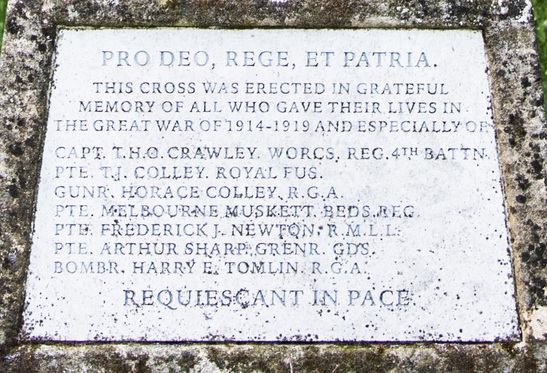 PRO DEO, REGE, ET PATRIA.
THIS CROSS WAS ERECTED IN GRATEFUL
MEMORY OF ALL WHO GAVE THEIR LIVES IN
THE GREAT WAR OF 1914-1919 AND ESPECIALLY OF
CAPT. T.H.O. CRAWLEY. WORCS. REG. 4TH BATTN.
PTE. T.J. COLLEY. ROYAL FUS.
GUNR. HORACE COLLEY. R.G.A.
PTE. MELBOURNE MUSKETT. BEDS. REG.
PTE. FREDERICK J. NEWTON. R.M.L.I.
PTE. ARTHUR SHARP. GRENR. GDS.
BOMBR. HARRY E. TOMLIN. R.G.A.
REQUIESCANT IN PACE